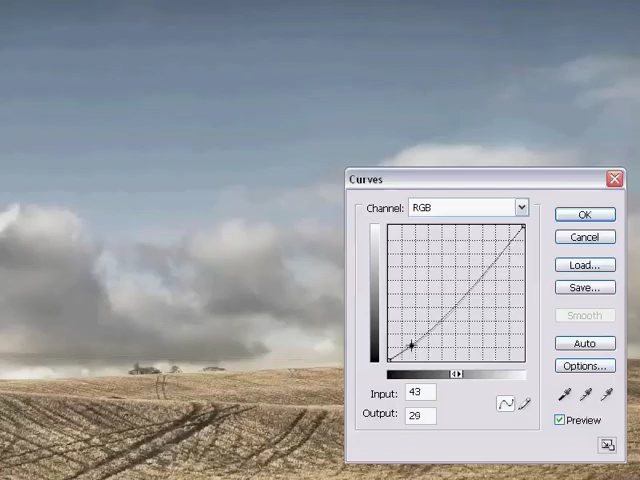 Curves
Channel: RGB
OK
Cancel
Load...
Save...
Smooth
Auto
Options...
Input: 43
Output: 29
Preview